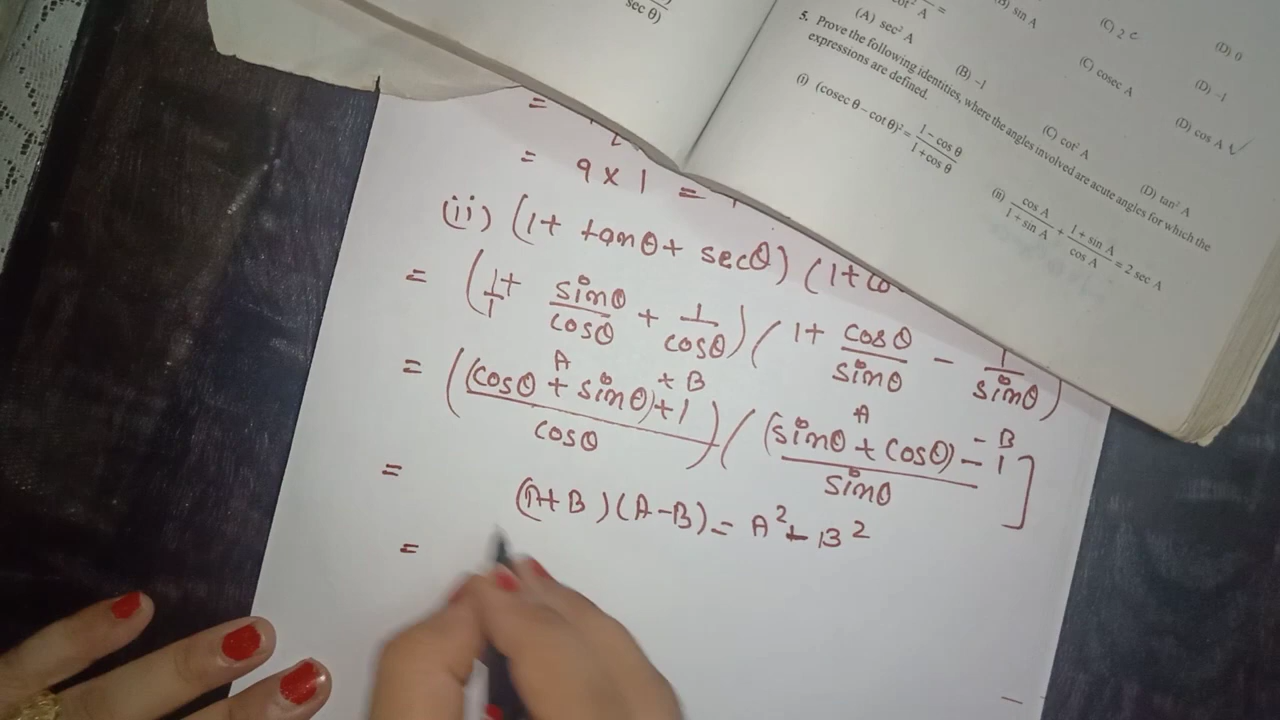 sec θ)
cot² A =
(B) sin A
(C) 2
(D) 0
(A) sec² A
(B) –1
(C) cosec A
(D) –1
(C) cot² A
(D) cos A
(D) tan² A
5. Prove the following identities, where the angles involved are acute angles for which the
expressions are defined.
(i) (cosec θ – cot θ)² = 1 – cos θ / 1 + cos θ
(ii) cos A / 1 + sin A + 1 + sin A / cos A = 2 sec A
=
= 9 × 1 =
(ii) (1 + tanθ + secθ) (1 + co
= (1/1 + sinθ/cosθ + 1/cosθ) (1 + cosθ/sinθ - 1/sinθ)
A + B
A - B
= ((cosθ + sinθ) + 1 / cosθ) ((sinθ + cosθ) - 1 / sinθ]
=
(A + B) (A - B) = A² - B²
=